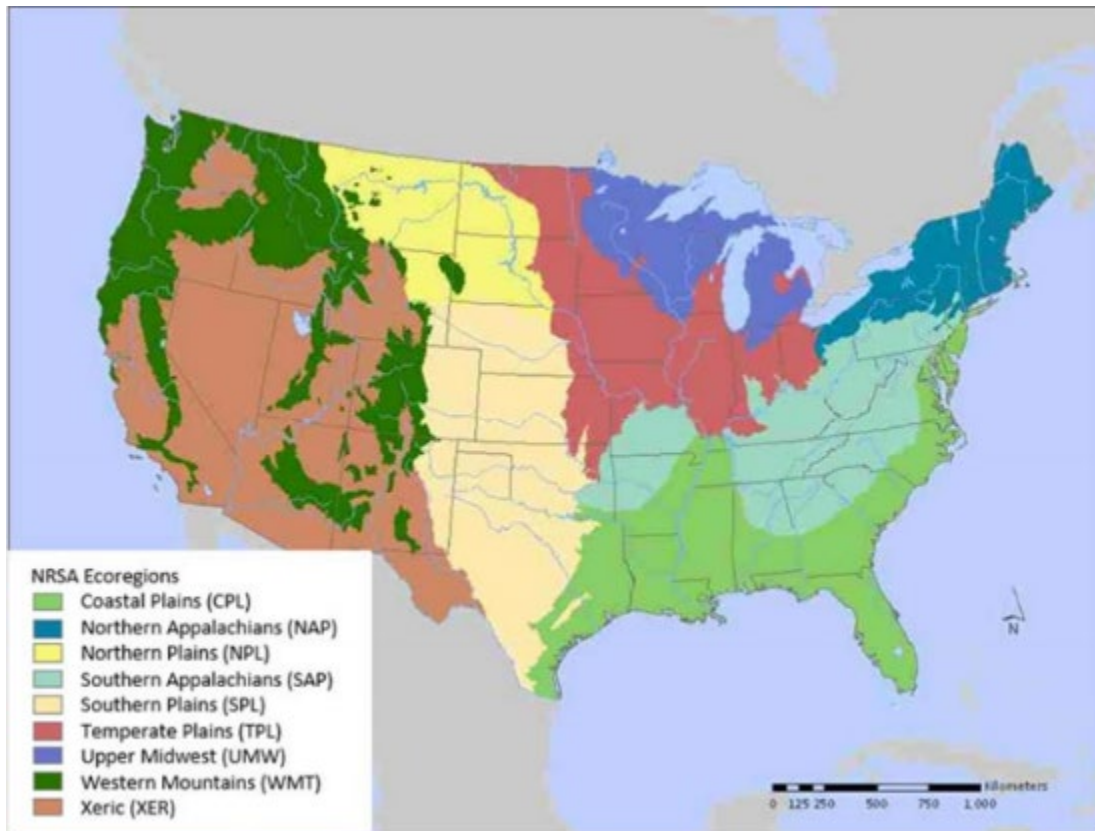 NRSA Ecoregions
Coastal Plains (CPL)
Northern Appalachians (NAP)
Northern Plains (NPL)
Southern Appalachians (SAP)
Southern Plains (SPL)
Temperate Plains (TPL)
Upper Midwest (UMW)
Western Mountains (WMT)
Xeric (XER)
N
Kilometers
0 125 250 500 750 1,000